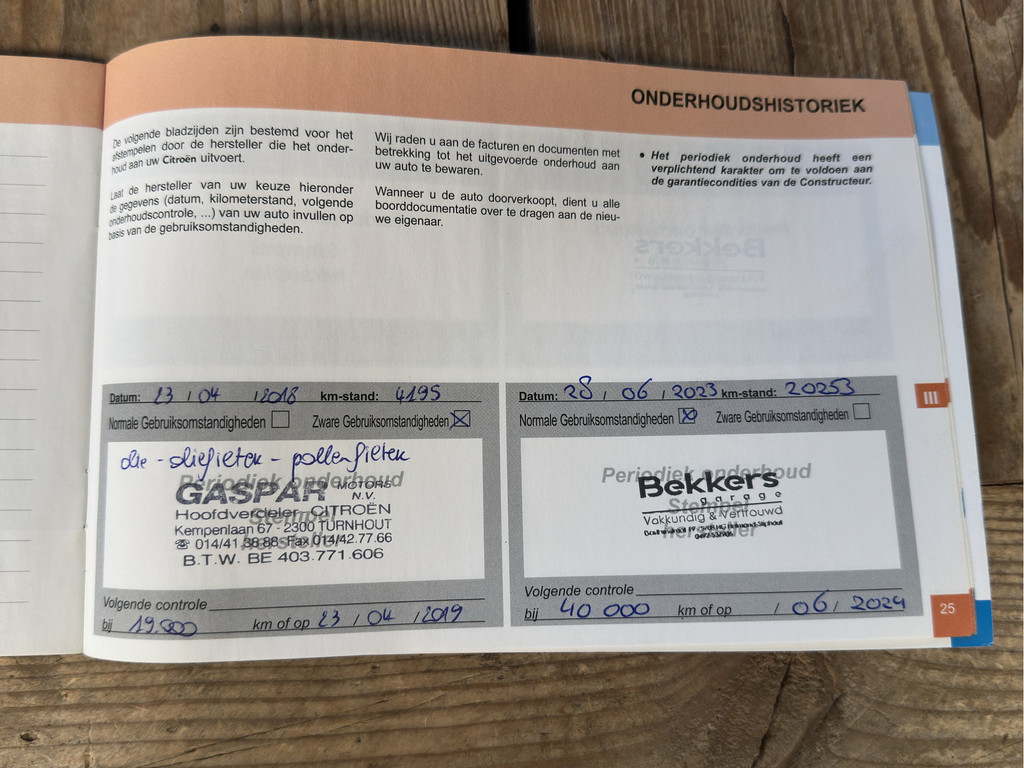 ONDERHOUDSHISTORIEK
De volgende bladzijden zijn bestemd voor het
afstempelen door de hersteller die het onder-
houd aan uw Citroën uitvoert.
Laat de hersteller van uw keuze hieronder
de gegevens (datum, kilometerstand, volgende
onderhoudscontrole, ...) van uw auto invullen op
basis van de gebruiksomstandigheden.
Wij raden u aan de facturen en documenten met
betrekking tot het uitgevoerde onderhoud aan
uw auto te bewaren.
Wanneer u de auto doorverkoopt, dient u alle
boorddocumentatie over te dragen aan de nieu-
we eigenaar.
• Het periodiek onderhoud heeft een
verplichtend karakter om te voldoen aan
de garantiecondities van de Constructeur.
Datum: 23 / 04 / 2018 km-stand: 4195
Normale Gebruiksomstandigheden Zware Gebruiksomstandigheden
olie - oliefilter - pollenfilter
Periodiek onderhoud
Stempel
hersteller
GASPAR MOTORS
N.V.
Hoofdverdeler CITROËN
Kempenlaan 67 - 2300 TURNHOUT
☎ 014/41.88.88 Fax 014/42.77.66
B.T.W. BE 403.771.606
Volgende controle
bij 19.500 km of op 23 / 04 / 2019
Datum: 28 / 06 / 2023 km-stand: 20253
Normale Gebruiksomstandigheden Zware Gebruiksomstandigheden
Periodiek onderhoud
Stempel
hersteller
Bekkers
garage
Vakkundig & Vertrouwd
Volgende controle
bij 40 000 km of op / 06 / 2024
III
25